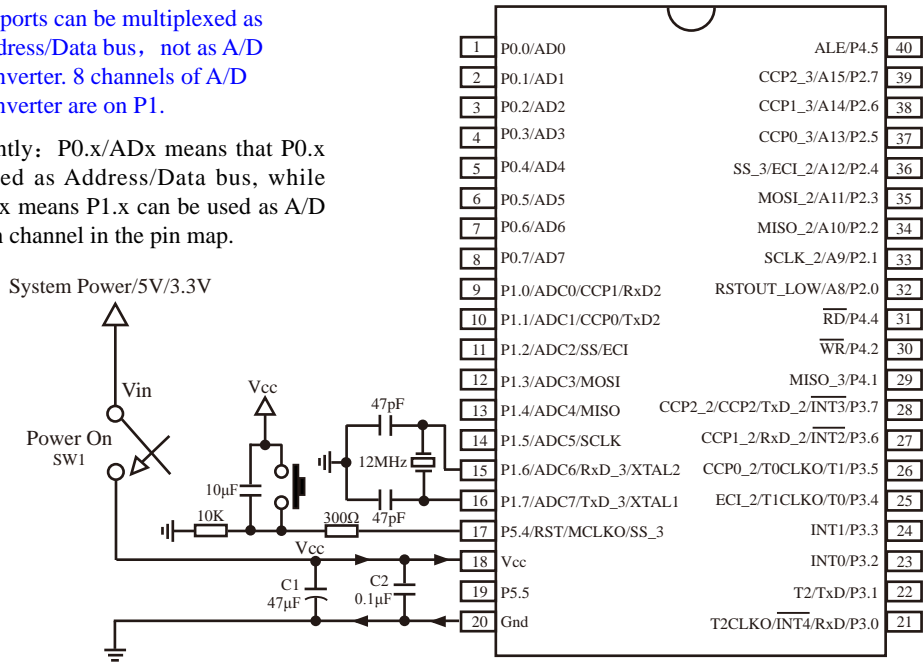 ports can be multiplexed as
dress/Data bus, not as A/D
nverter. 8 channels of A/D
nverter are on P1.
ntly: P0.x/ADx means that P0.x
ed as Address/Data bus, while
x means P1.x can be used as A/D
n channel in the pin map.
System Power/5V/3.3V
Vin
Power On
SW1
Vcc
10μF
10K
300Ω
47pF
12MHz
47pF
Vcc
C1
47μF
C2
0.1μF
1 P0.0/AD0
2 P0.1/AD1
3 P0.2/AD2
4 P0.3/AD3
5 P0.4/AD4
6 P0.5/AD5
7 P0.6/AD6
8 P0.7/AD7
9 P1.0/ADC0/CCP1/RxD2
10 P1.1/ADC1/CCP0/TxD2
11 P1.2/ADC2/SS/ECI
12 P1.3/ADC3/MOSI
13 P1.4/ADC4/MISO
14 P1.5/ADC5/SCLK
15 P1.6/ADC6/RxD_3/XTAL2
16 P1.7/ADC7/TxD_3/XTAL1
17 P5.4/RST/MCLKO/SS_3
18 Vcc
19 P5.5
20 Gnd
ALE/P4.5 40
CCP2_3/A15/P2.7 39
CCP1_3/A14/P2.6 38
CCP0_3/A13/P2.5 37
SS_3/ECI_2/A12/P2.4 36
MOSI_2/A11/P2.3 35
MISO_2/A10/P2.2 34
SCLK_2/A9/P2.1 33
RSTOUT_LOW/A8/P2.0 32
RD/P4.4 31
WR/P4.2 30
MISO_3/P4.1 29
CCP2_2/CCP2/TxD_2/INT3/P3.7 28
CCP1_2/RxD_2/INT2/P3.6 27
CCP0_2/T0CLKO/T1/P3.5 26
ECI_2/T1CLKO/T0/P3.4 25
INT1/P3.3 24
INT0/P3.2 23
T2/TxD/P3.1 22
T2CLKO/INT4/RxD/P3.0 21